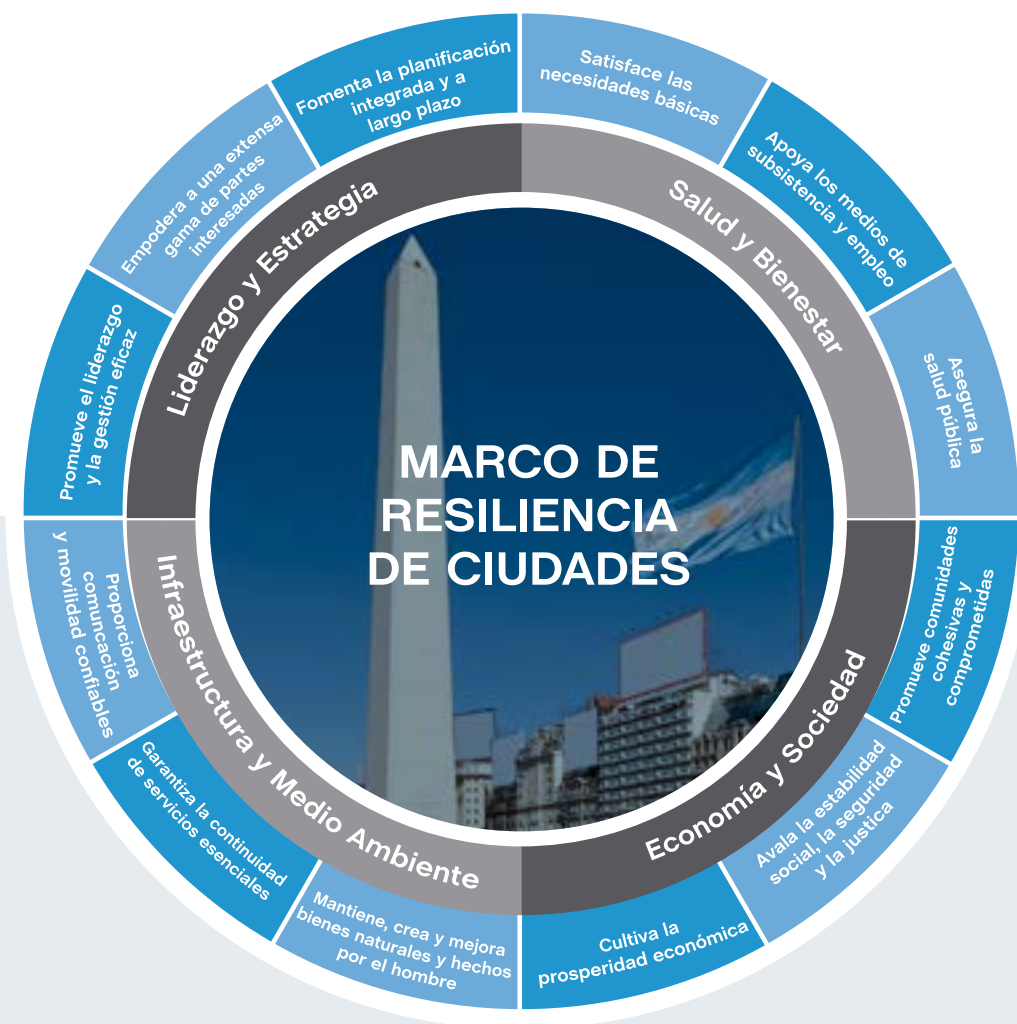 MARCO DE
RESILIENCIA
DE CIUDADES
Salud y Bienestar
Satisface las
necesidades básicas
Apoya los medios de
subsistencia y empleo
Asegura la
salud pública
Economía y Sociedad
Promueve comunidades
cohesivas y
comprometidas
Avala la estabilidad
social, la seguridad
y la justica
Cultiva la
prosperidad económica
Infraestructura y Medio Ambiente
Mantiene, crea y mejora
bienes naturales y hechos
por el hombre
Garantiza la continuidad
de servicios esenciales
Proporciona
comuncación
y movilidad confiables
Liderazgo y Estrategia
Promueve el liderazgo
y la gestión eficaz
Empodera a una extensa
gama de partes
interesadas
Fomenta la planificación
integrada y a
largo plazo